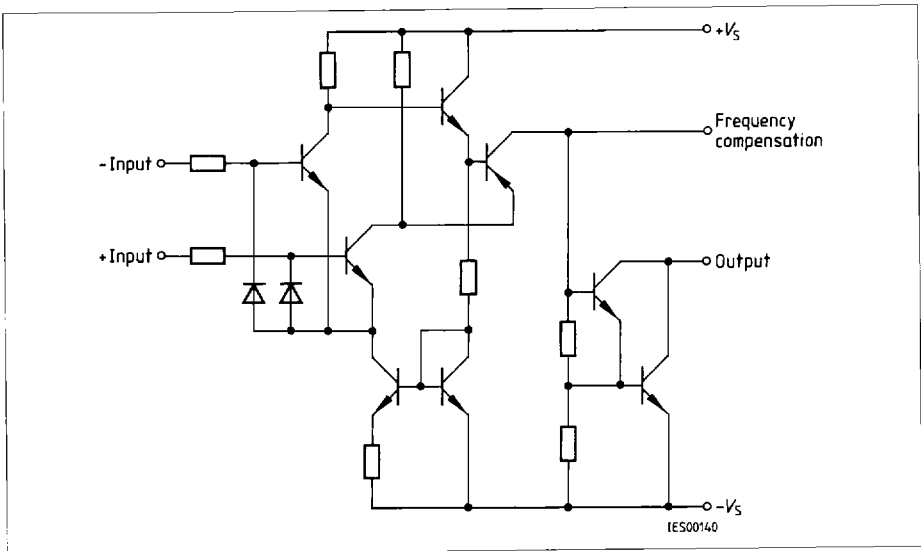 +VS
Frequency
compensation
-Input
+Input
Output
-VS
IES00140